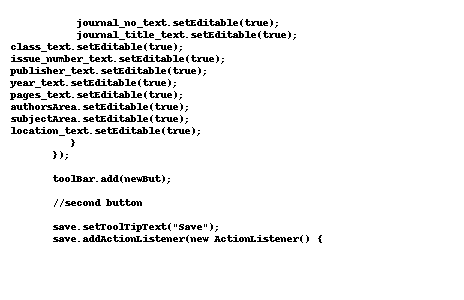 journal_no_text.setEditable(true);
journal_title_text.setEditable(true);
class_text.setEditable(true);
issue_number_text.setEditable(true);
publisher_text.setEditable(true);
year_text.setEditable(true);
pages_text.setEditable(true);
authorsArea.setEditable(true);
subjectArea.setEditable(true);
location_text.setEditable(true);
}
});
toolBar.add(newBut);
//second button
save.setToolTipText("Save");
save.addActionListener(new ActionListener() {